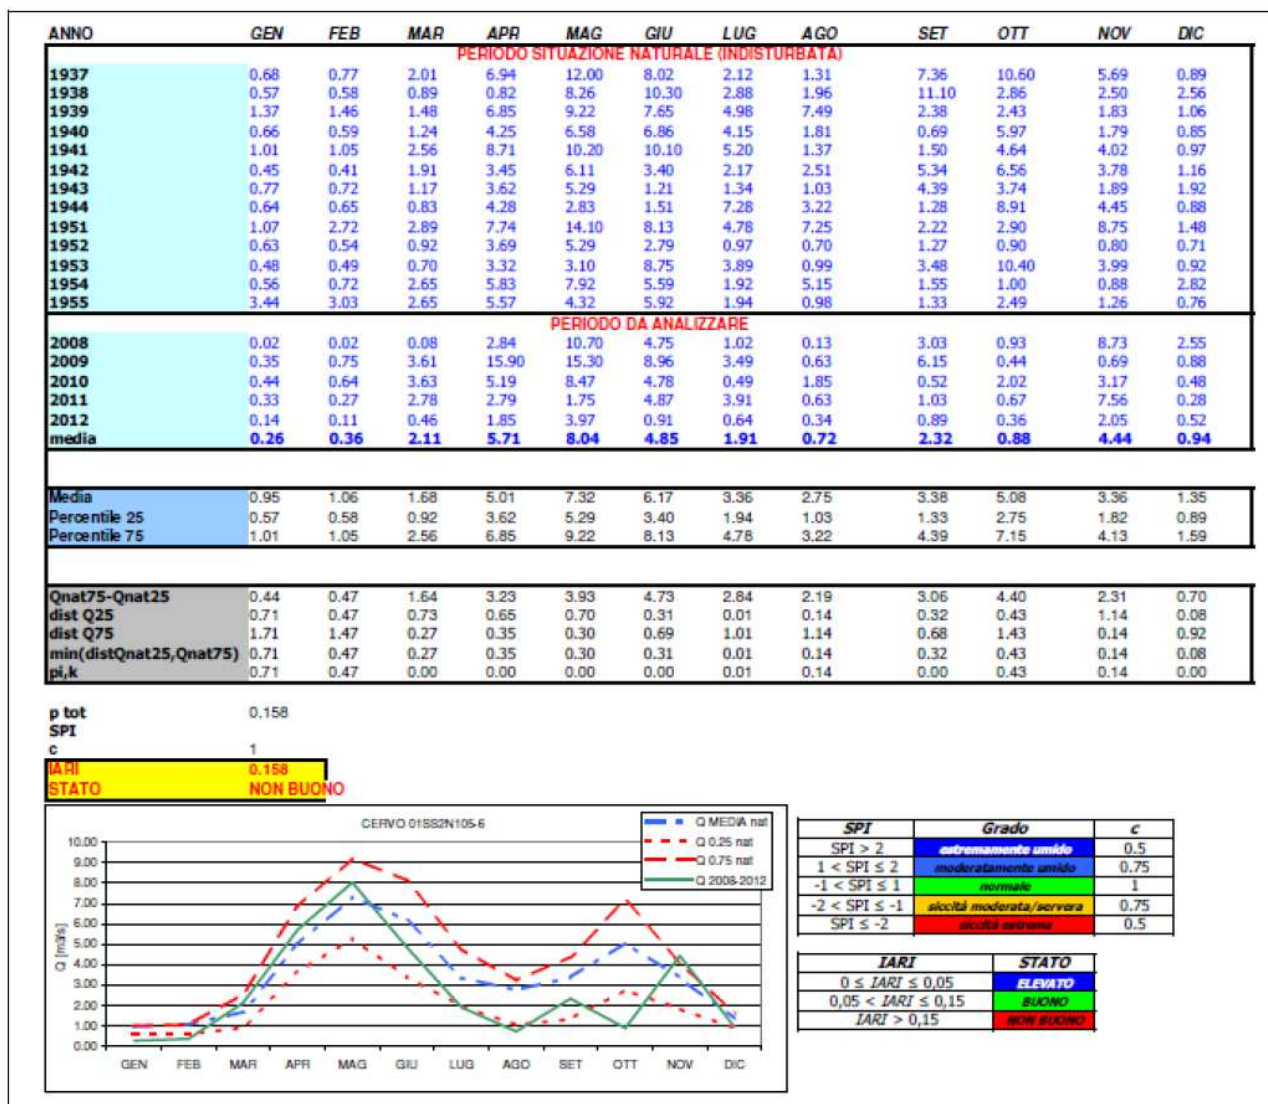 ANNO GEN FEB MAR APR MAG GIU LUG AGO SET OTT NOV DIC
PERIODO SITUAZIONE NATURALE (INDISTURBATA)
1937 0.68 0.77 2.01 6.94 12.00 8.02 2.12 1.31 7.36 10.60 5.69 0.89
1938 0.57 0.58 0.89 0.82 8.26 10.30 2.88 1.96 11.10 2.86 2.50 2.56
1939 1.37 1.46 1.48 6.85 9.22 7.65 4.98 7.49 2.38 2.43 1.83 1.06
1940 0.66 0.59 1.24 4.25 6.58 6.86 4.15 1.81 0.69 5.97 1.79 0.85
1941 1.01 1.05 2.56 8.71 10.20 10.10 5.20 1.37 1.50 4.64 4.02 0.97
1942 0.45 0.41 1.91 3.45 6.11 3.40 2.17 2.51 5.34 6.56 3.78 1.16
1943 0.77 0.72 1.17 3.62 5.29 1.21 1.34 1.03 4.39 3.74 1.89 1.92
1944 0.64 0.65 0.83 4.28 2.83 1.51 7.28 3.22 1.28 8.91 4.45 0.88
1951 1.07 2.72 2.89 7.74 14.10 8.13 4.78 7.25 2.22 2.90 8.75 1.48
1952 0.63 0.54 0.92 3.69 5.29 2.79 0.97 0.70 1.27 0.90 0.80 0.71
1953 0.48 0.49 0.70 3.32 3.10 8.75 3.89 0.99 3.48 10.40 3.99 0.92
1954 0.56 0.72 2.65 5.83 7.92 5.59 1.92 5.15 1.55 1.00 0.88 2.82
1955 3.44 3.03 2.65 5.57 4.32 5.92 1.94 0.98 1.33 2.49 1.26 0.76
PERIODO DA ANALIZZARE
2008 0.02 0.02 0.08 2.84 10.70 4.75 1.02 0.13 3.03 0.93 8.73 2.55
2009 0.35 0.75 3.61 15.90 15.30 8.96 3.49 0.63 6.15 0.44 0.69 0.88
2010 0.44 0.64 3.63 5.19 8.47 4.78 0.49 1.85 0.52 2.02 3.17 0.48
2011 0.33 0.27 2.78 2.79 1.75 4.87 3.91 0.63 1.03 0.67 7.56 0.28
2012 0.14 0.11 0.46 1.85 3.97 0.91 0.64 0.34 0.89 0.36 2.05 0.52
media 0.26 0.36 2.11 5.71 8.04 4.85 1.91 0.72 2.32 0.88 4.44 0.94
Media 0.95 1.06 1.68 5.01 7.32 6.17 3.36 2.75 3.38 5.08 3.36 1.35
Percentile 25 0.57 0.58 0.92 3.62 5.29 3.40 1.94 1.03 1.33 2.75 1.82 0.89
Percentile 75 1.01 1.05 2.56 6.85 9.22 8.13 4.78 3.22 4.39 7.15 4.13 1.59
Qnat75-Qnat25 0.44 0.47 1.64 3.23 3.93 4.73 2.84 2.19 3.06 4.40 2.31 0.70
dist Q25 0.71 0.47 0.73 0.65 0.70 0.31 0.01 0.14 0.32 0.43 1.14 0.08
dist Q75 1.71 1.47 0.27 0.35 0.30 0.69 1.01 1.14 0.68 1.43 0.14 0.92
min(distQnat25,Qnat75) 0.71 0.47 0.27 0.35 0.30 0.31 0.01 0.14 0.32 0.43 0.14 0.08
pi,k 0.71 0.47 0.00 0.00 0.00 0.00 0.01 0.14 0.00 0.43 0.14 0.00
p tot 0.158
SPI
c 1
IARI 0.158
STATO NON BUONO
CERVO 01SS2N105-6
Q MEDIA nat
Q 0.25 nat
Q 0.75 nat
Q 2008-2012
Q [m3/s]
10.00
9.00
8.00
7.00
6.00
5.00
4.00
3.00
2.00
1.00
0.00
GEN FEB MAR APR MAG GIU LUG AGO SET OTT NOV DIC
SPI Grado c
SPI > 2 estremamente umido 0.5
1 < SPI ≤ 2 moderatamente umido 0.75
-1 < SPI ≤ 1 normale 1
-2 < SPI ≤ -1 siccità moderata/servera 0.75
SPI ≤ -2 siccità estrema 0.5
IARI STATO
0 ≤ IARI ≤ 0,05 ELEVATO
0,05 < IARI ≤ 0,15 BUONO
IARI > 0,15 NON BUONO